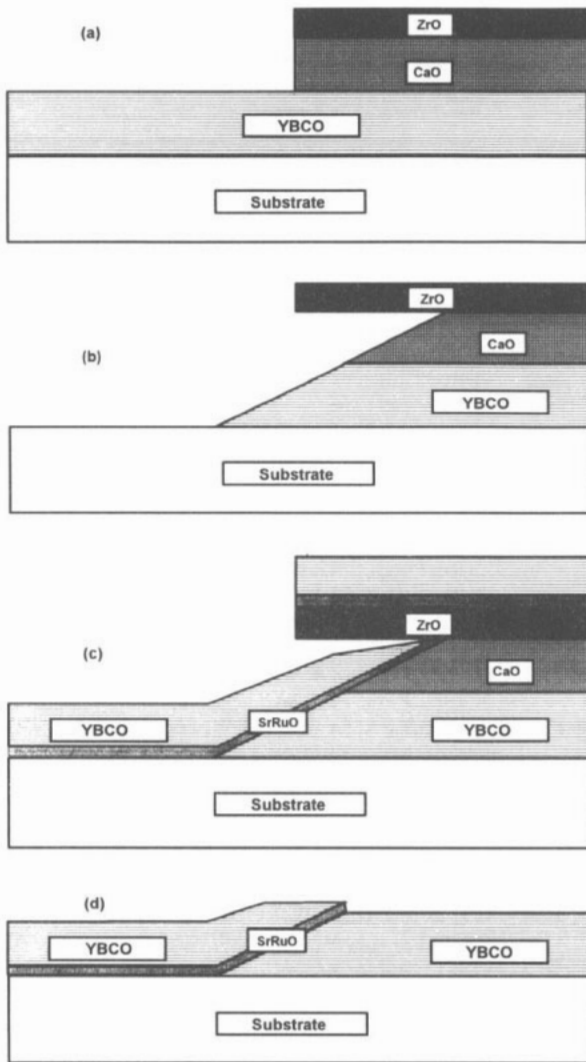 (a)
ZrO
CaO
YBCO
Substrate
(b)
ZrO
CaO
YBCO
Substrate
(c)
ZrO
CaO
YBCO
SrRuO
YBCO
Substrate
(d)
YBCO
SrRuO
YBCO
Substrate